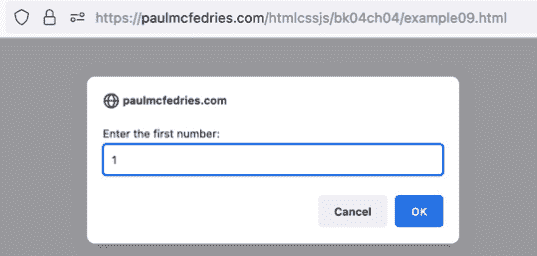 https://paulmcfedries.com/htmlcssjs/bk04ch04/example09.html
paulmcfedries.com
Enter the first number:
1
Cancel OK